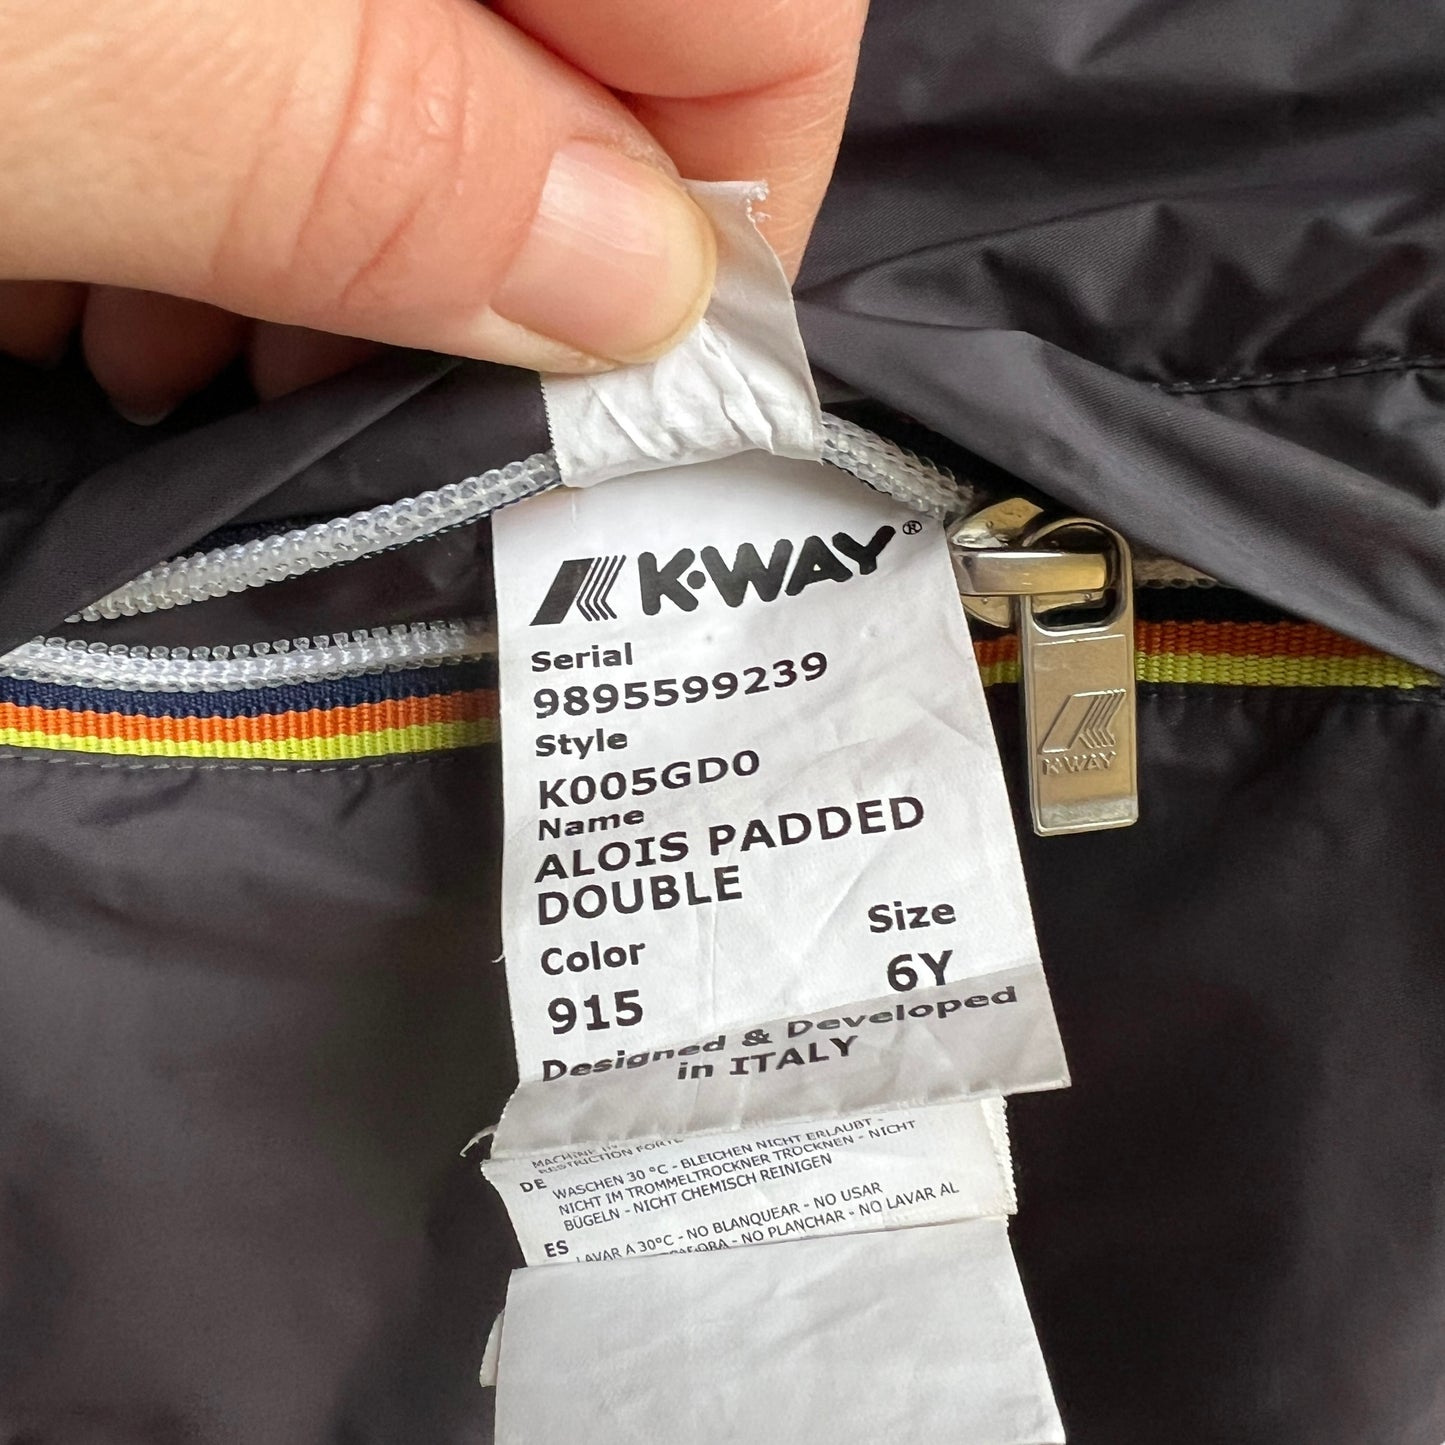 K·WAY®
Serial
9895599239
Style
K005GD0
Name
ALOIS PADDED
DOUBLE
Color
Size
915
6Y
Designed & Developed
in ITALY
K·WAY
MACHINE
RESTRICTION
DE WASCHEN 30 °C - BLEICHEN NICHT ERLAUBT -
NICHT IM TROMMELTROCKNER TROCKNEN - NICHT
BÜGELN - NICHT CHEMISCH REINIGEN
ES LAVAR A 30°C - NO BLANQUEAR - NO USAR
- NO PLANCHAR - NO LAVAR AL